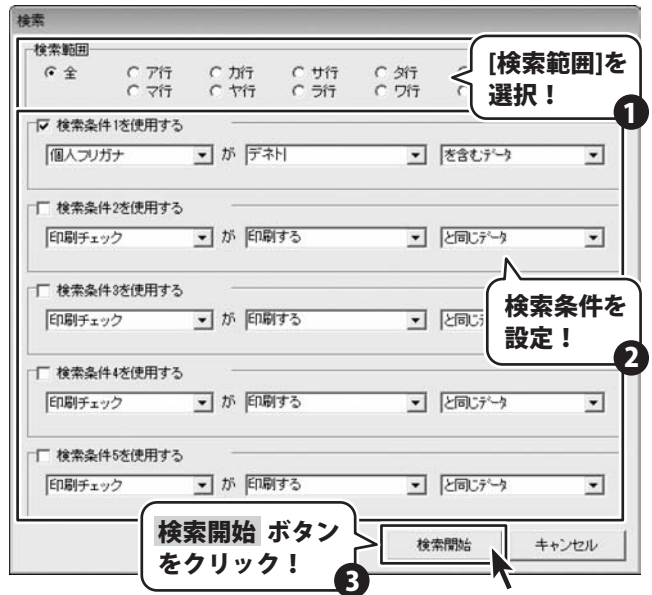 検索
検索範囲
全 ア行 カ行 サ行 タ行
マ行 ヤ行 ラ行 ワ行
[検索範囲]を
選択！
1
検索条件1を使用する
個人フリガナ が デネト を含むデータ
検索条件2を使用する
印刷チェック が 印刷する と同じデータ
検索条件3を使用する
印刷チェック が 印刷する と同じ
検索条件を
設定！
2
検索条件4を使用する
印刷チェック が 印刷する と同じデータ
検索条件5を使用する
印刷チェック が 印刷する と同じデータ
検索開始 ボタン
をクリック！
3
検索開始 キャンセル